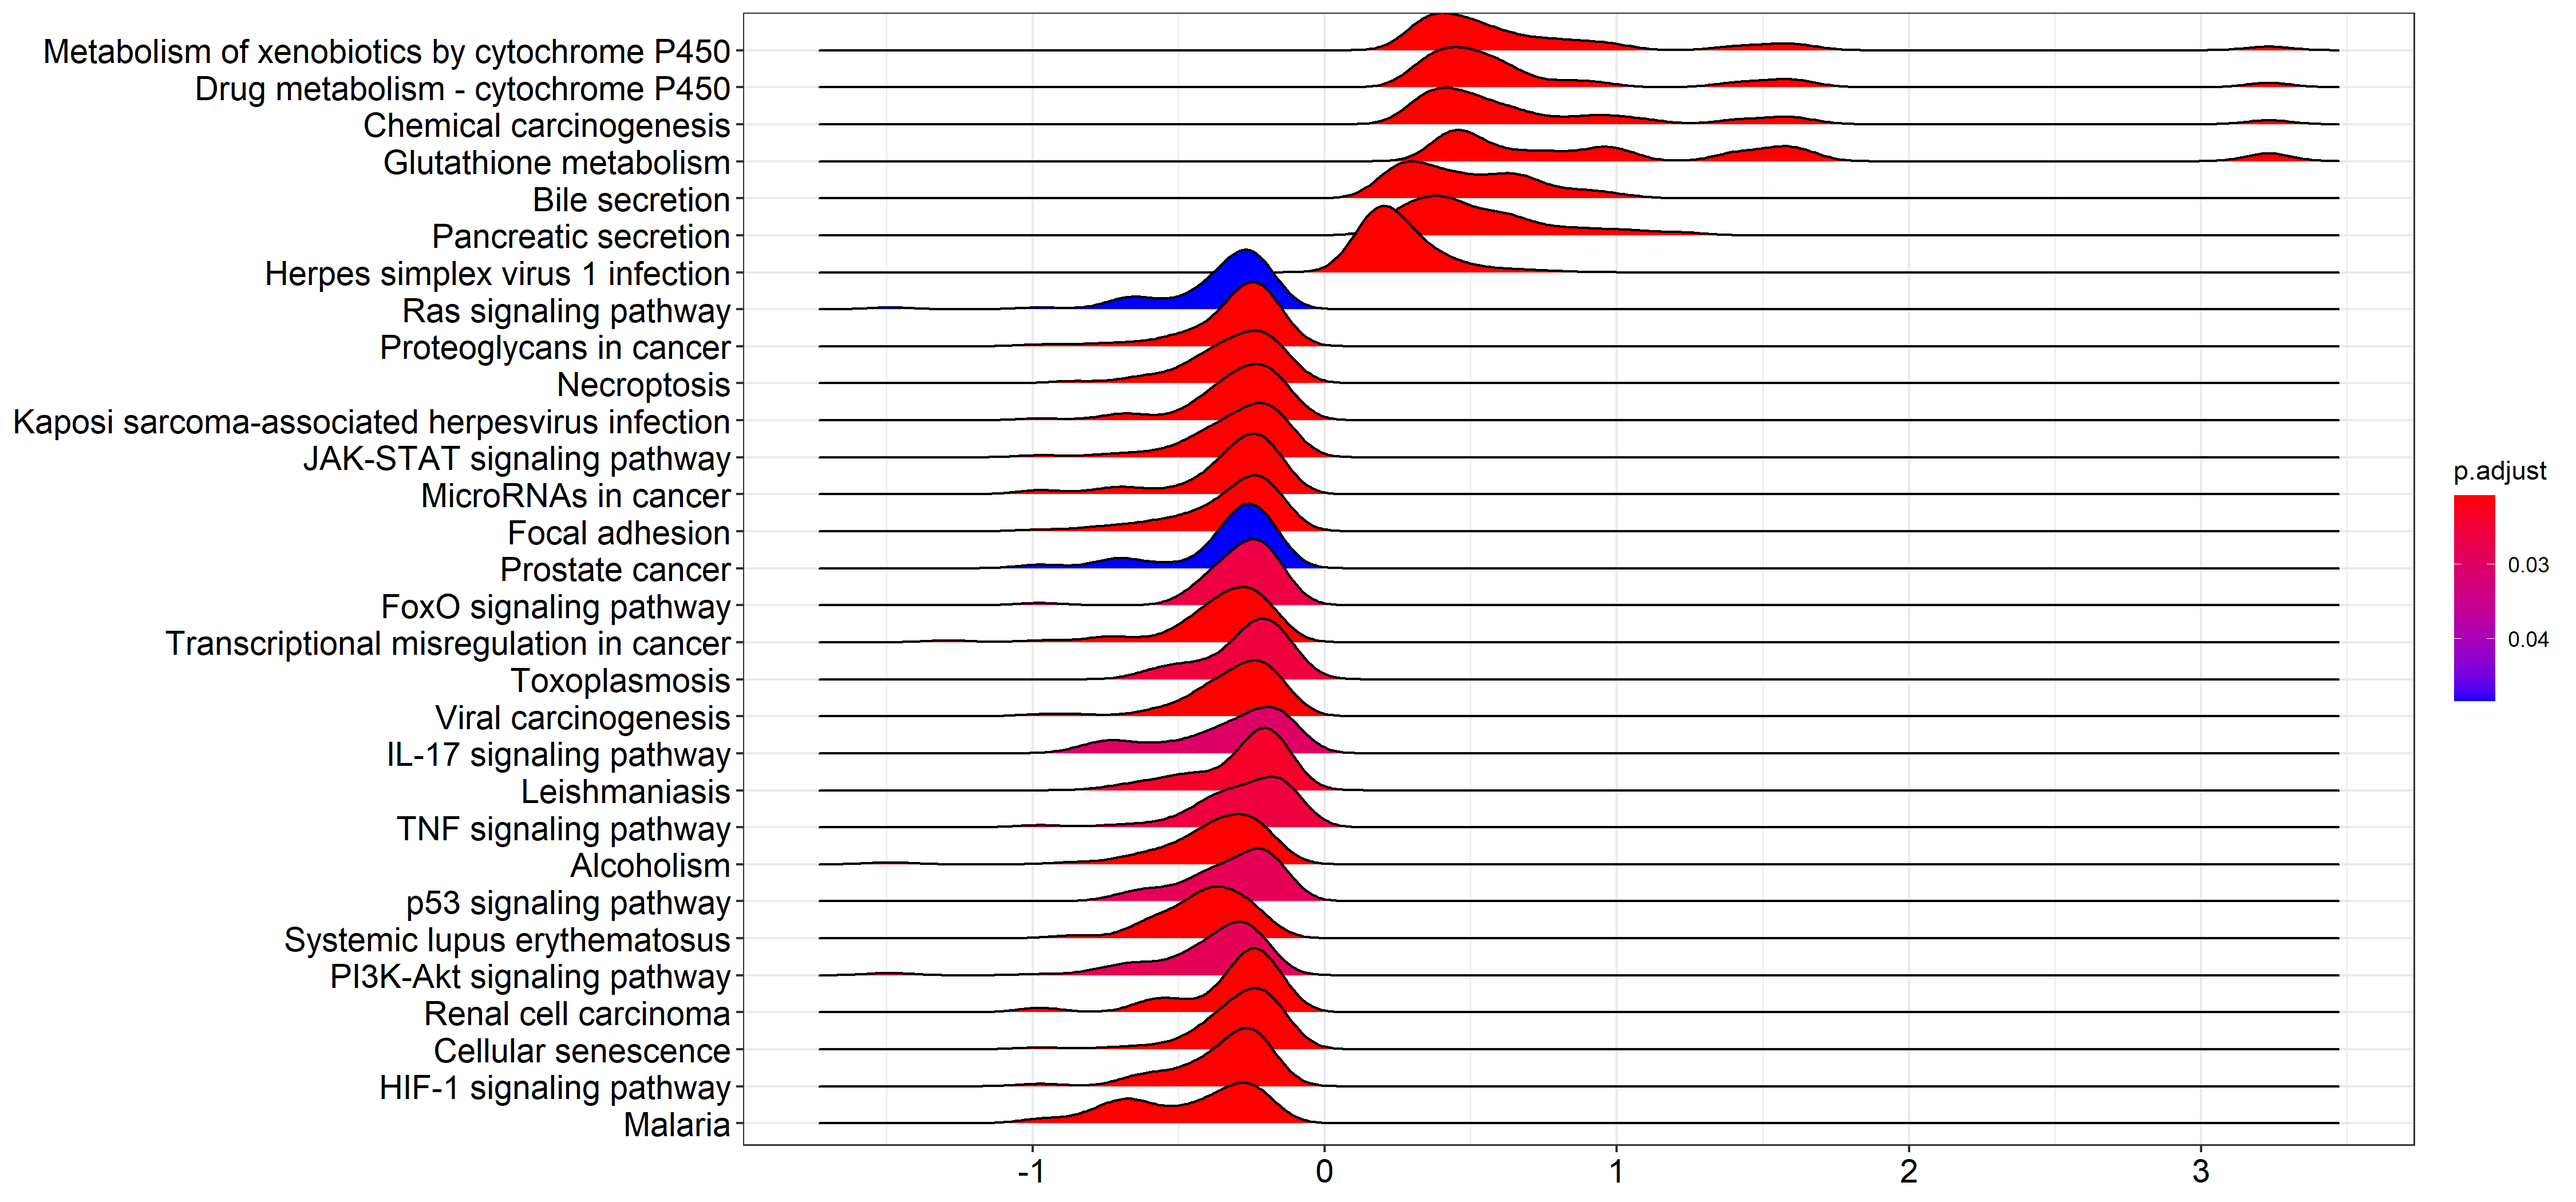 Metabolism of xenobiotics by cytochrome P450
Drug metabolism - cytochrome P450
Chemical carcinogenesis
Glutathione metabolism
Bile secretion
Pancreatic secretion
Herpes simplex virus 1 infection
Ras signaling pathway
Proteoglycans in cancer
Necroptosis
Kaposi sarcoma-associated herpesvirus infection
JAK-STAT signaling pathway
MicroRNAs in cancer
Focal adhesion
Prostate cancer
FoxO signaling pathway
Transcriptional misregulation in cancer
Toxoplasmosis
Viral carcinogenesis
IL-17 signaling pathway
Leishmaniasis
TNF signaling pathway
Alcoholism
p53 signaling pathway
Systemic lupus erythematosus
PI3K-Akt signaling pathway
Renal cell carcinoma
Cellular senescence
HIF-1 signaling pathway
Malaria
-1 0 1 2 3
p.adjust
0.03
0.04